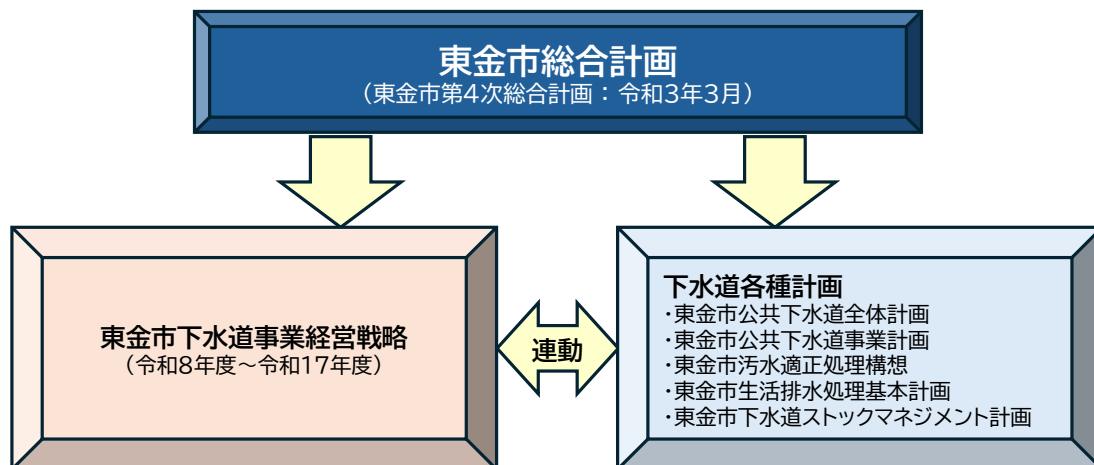 東金市総合計画
（東金市第4次総合計画：令和3年3月）
東金市下水道事業経営戦略
（令和8年度～令和17年度）
連動
下水道各種計画
・東金市公共下水道全体計画
・東金市公共下水道事業計画
・東金市汚水適正処理構想
・東金市生活排水処理基本計画
・東金市下水道ストックマネジメント計画